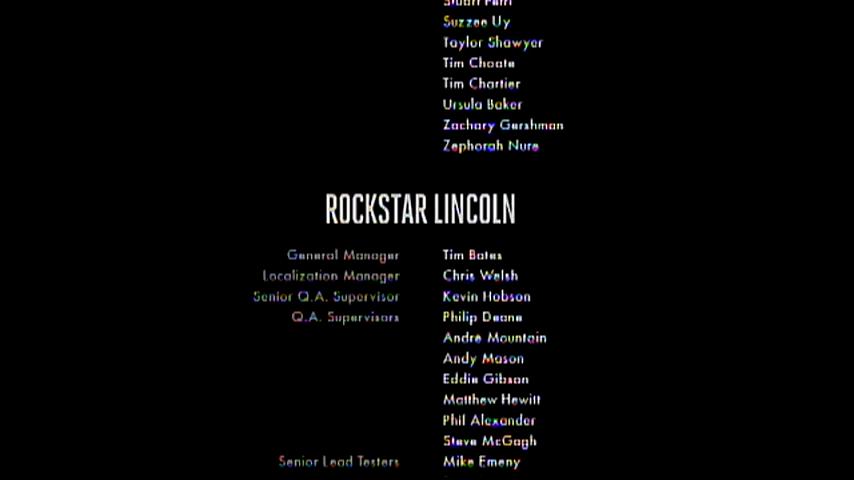 Stuart Petri
Suzzee Uy
Taylor Shawyer
Tim Choate
Tim Chartier
Ursula Baker
Zachary Gershman
Zephorah Nure
ROCKSTAR LINCOLN
General Manager Tim Bates
Localization Manager Chris Welsh
Senior Q.A. Supervisor Kevin Hobson
Q.A. Supervisors Philip Deane
Andre Mountain
Andy Mason
Eddie Gibson
Matthew Hewitt
Phil Alexander
Steve McGagh
Senior Lead Testers Mike Emeny